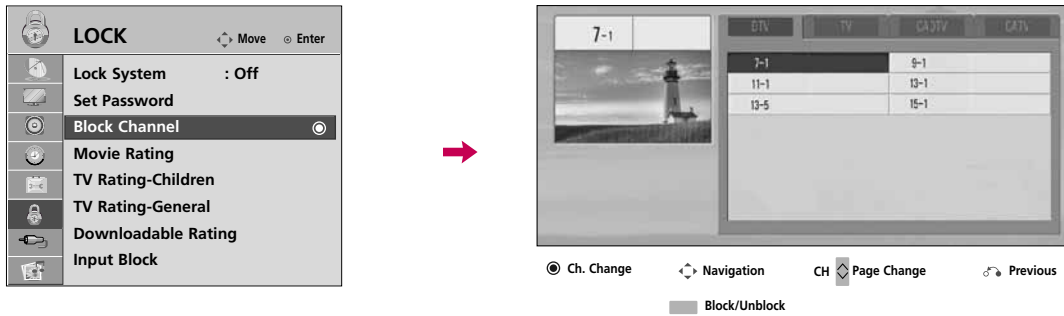 LOCK Move Enter
Lock System : Off
Set Password
Block Channel
Movie Rating
TV Rating-Children
TV Rating-General
Downloadable Rating
Input Block
7-1
DTV TV CADTV CATV
7-1 9-1
11-1 13-1
13-5 15-1
Ch. Change Navigation CH Page Change Previous
Block/Unblock